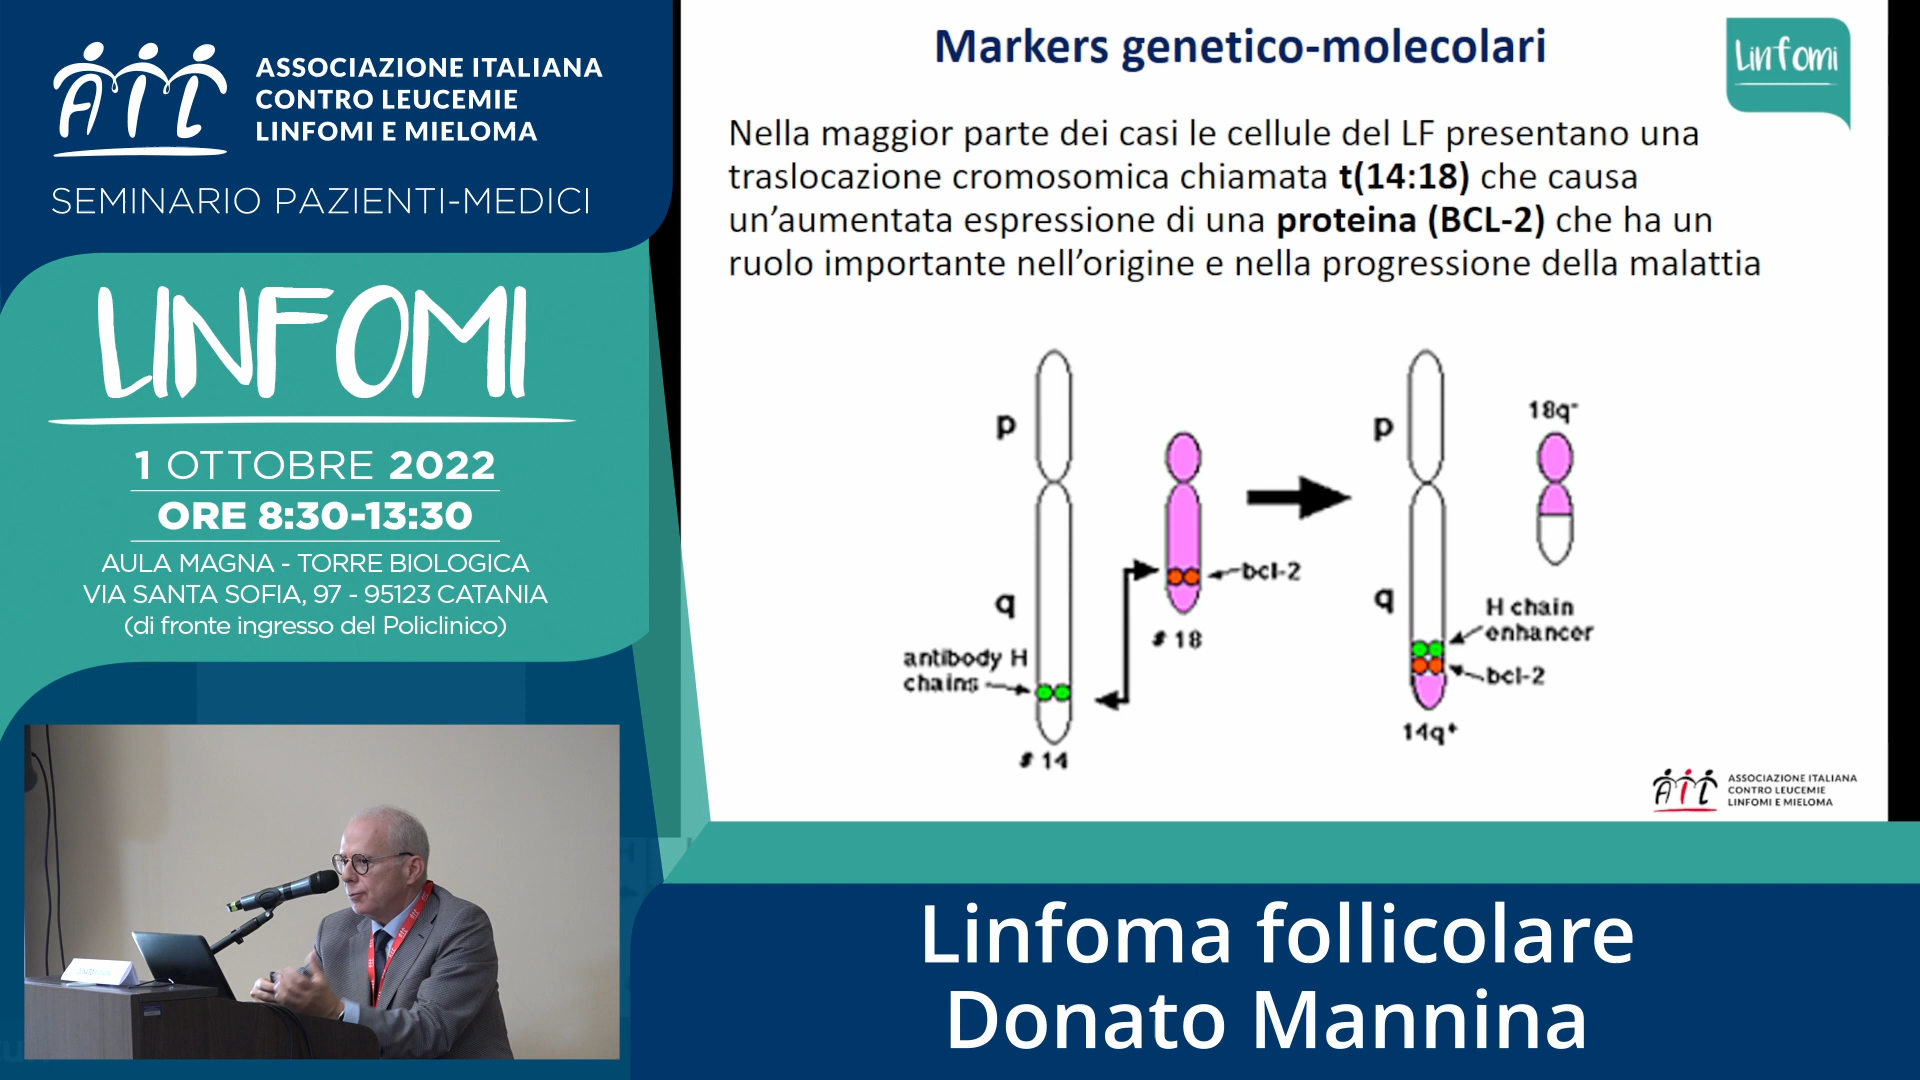 AIL
ASSOCIAZIONE ITALIANA
CONTRO LEUCEMIE
LINFOMI E MIELOMA
SEMINARIO PAZIENTI-MEDICI
LINFOMI
1 OTTOBRE 2022
ORE 8:30-13:30
AULA MAGNA - TORRE BIOLOGICA
VIA SANTA SOFIA, 97 - 95123 CATANIA
(di fronte ingresso del Policlinico)
Markers genetico-molecolari
Linfomi
Nella maggior parte dei casi le cellule del LF presentano una
traslocazione cromosomica chiamata t(14:18) che causa
un’aumentata espressione di una proteina (BCL-2) che ha un
ruolo importante nell’origine e nella progressione della malattia
p
q
antibody H
chains
# 14
bcl-2
# 18
p
q
18q-
H chain
enhancer
bcl-2
14q+
AIL
ASSOCIAZIONE ITALIANA
CONTRO LEUCEMIE
LINFOMI E MIELOMA
Linfoma follicolare
Donato Mannina